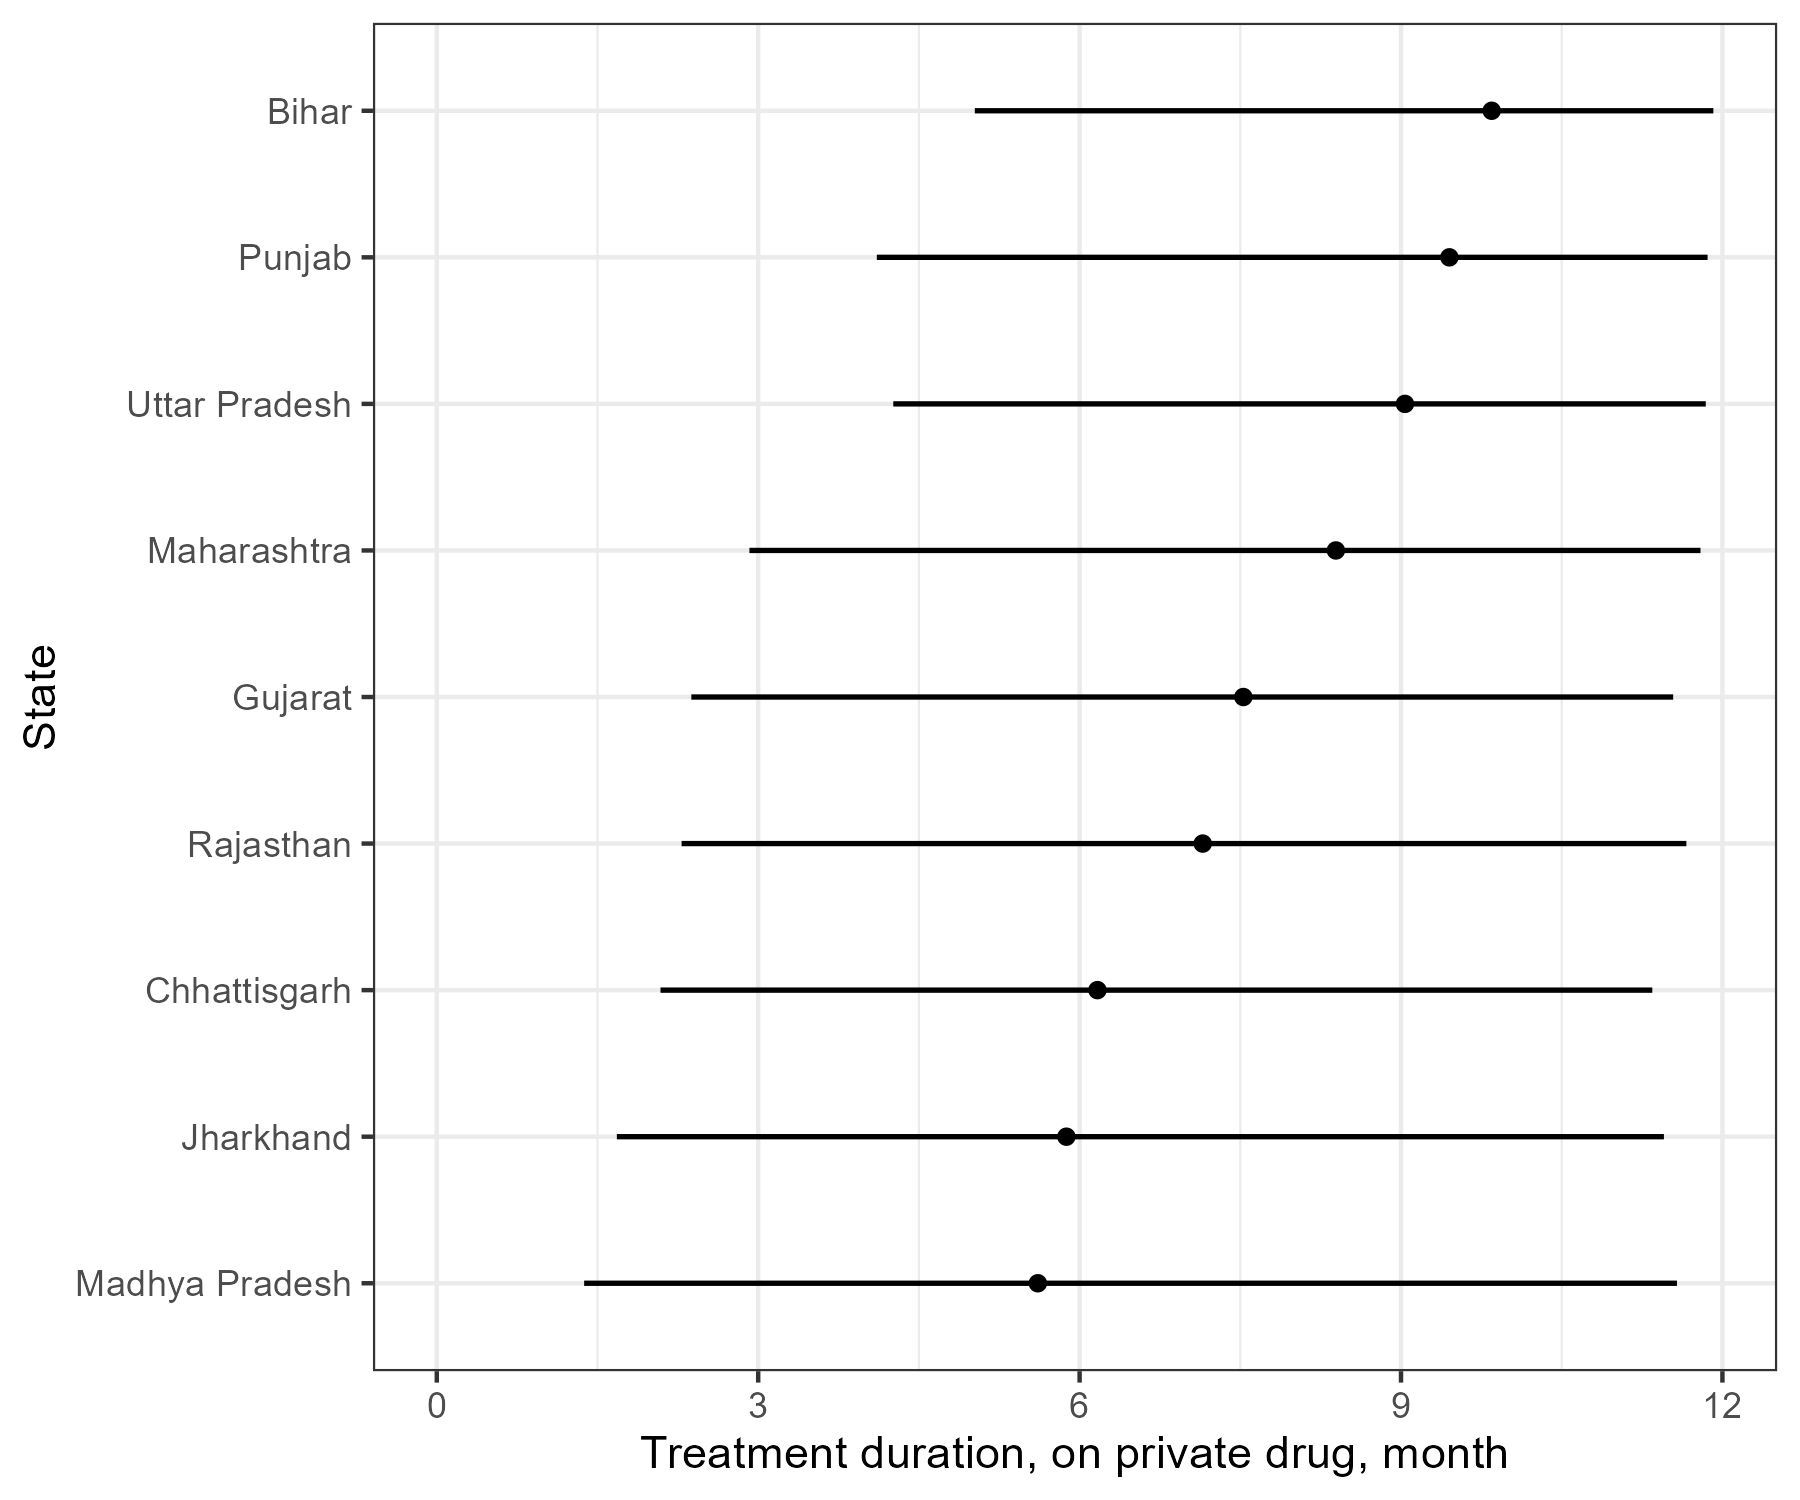 Bihar
Punjab
Uttar Pradesh
Maharashtra
Gujarat
Rajasthan
Chhattisgarh
Jharkhand
Madhya Pradesh
State
0 3 6 9 12
Treatment duration, on private drug, month